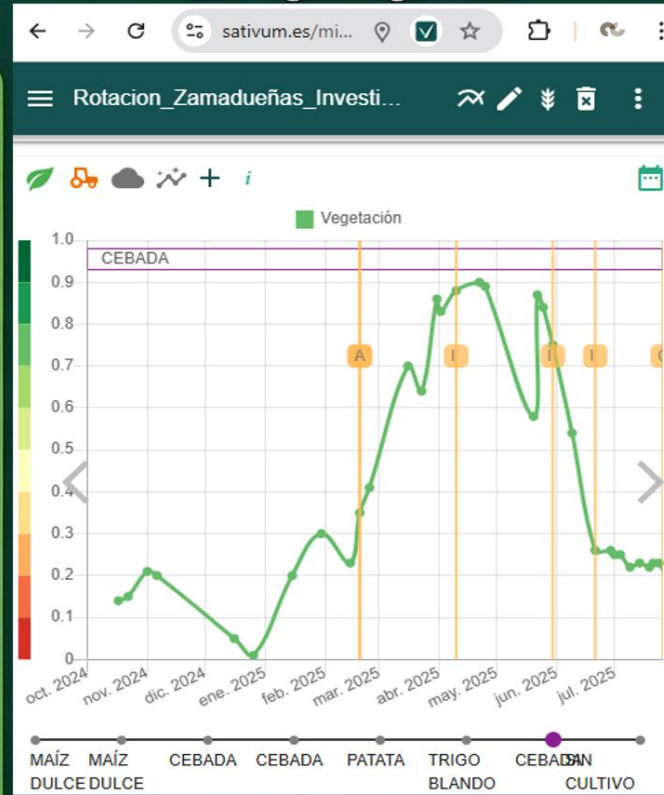 sativum.es/mi...
Rotacion_Zamadueñas_Investi...
i
Vegetación
1.0
CEBADA
0.9
0.8
0.7
A
I
I
I
0.6
0.5
0.4
0.3
0.2
0.1
0
oct. 2024
nov. 2024
dic. 2024
ene. 2025
feb. 2025
mar. 2025
abr. 2025
may. 2025
jun. 2025
jul. 2025
MAÍZ DULCE
MAÍZ DULCE
CEBADA
CEBADA
PATATA
TRIGO BLANDO
CEBADA
SIN CULTIVO